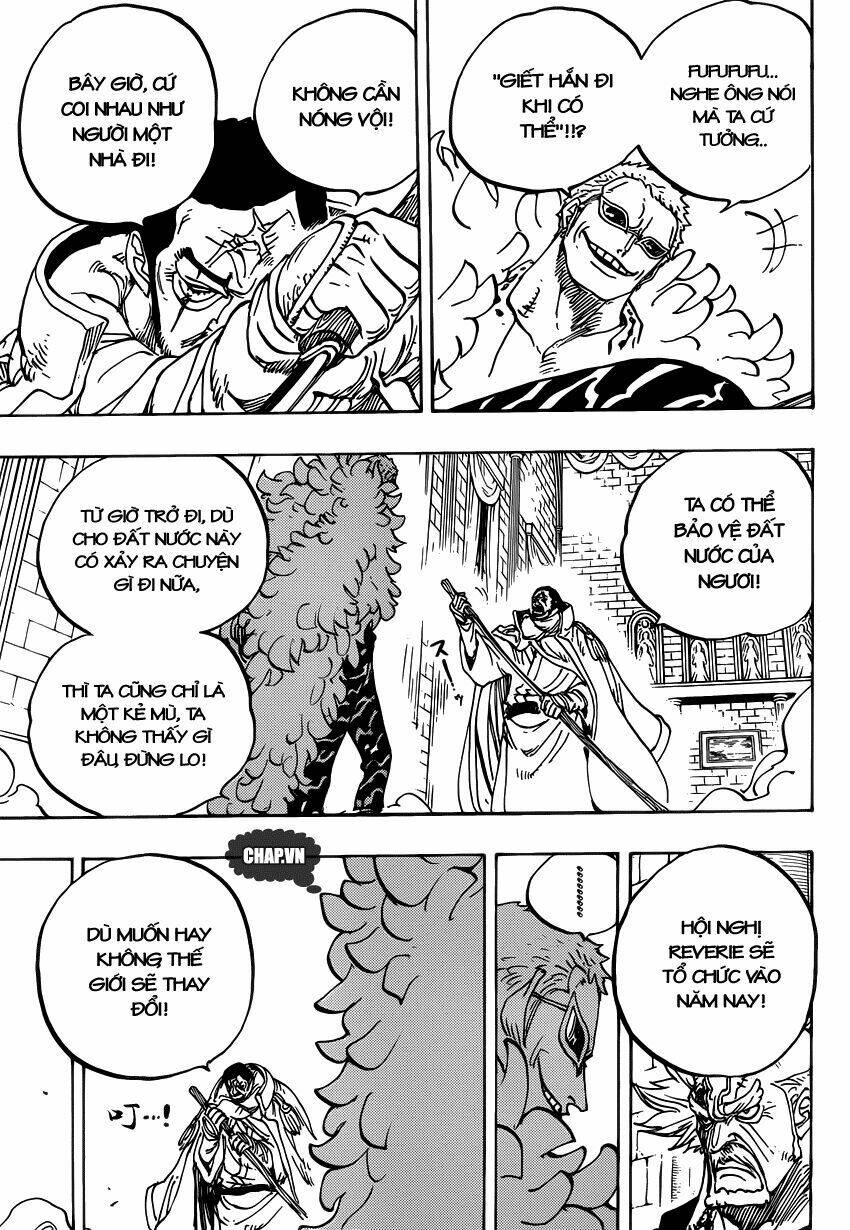 FUFUFUFU...
NGHE ÔNG NÓI
MÀ TA CỨ
TƯỞNG..
"GIẾT HẮN ĐI
KHI CÓ
THỂ"!!?
KHÔNG CẦN
NÓNG VỘI!
BÂY GIỜ, CỨ
COI NHAU NHƯ
NGƯỜI MỘT
NHÀ ĐI!
TA CÓ THỂ
BẢO VỆ ĐẤT
NƯỚC CỦA
NGƯƠI!
TỪ GIỜ TRỞ ĐI, DÙ
CHO ĐẤT NƯỚC NÀY
CÓ XẢY RA CHUYỆN
GÌ ĐI NỮA,
THÌ TA CŨNG CHỈ LÀ
MỘT KẺ MÙ, TA
KHÔNG THẤY GÌ
ĐÂU, ĐỪNG LO!
スーッ
CHAP.VN
HỘI NGHỊ
REVERIE SẼ
TỔ CHỨC VÀO
NĂM NAY!
..........
DÙ MUỐN HAY
KHÔNG, THẾ
GIỚI SẼ THAY
ĐỔI!
叮...!